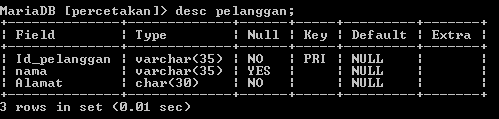 MariaDB [percetakan]> desc pelanggan;
+--------------+-------------+------+-----+---------+-------+
| Field        | Type        | Null | Key | Default | Extra |
+--------------+-------------+------+-----+---------+-------+
| Id_pelanggan | varchar(35) | NO   | PRI | NULL    |       |
| nama         | varchar(35) | YES  |     | NULL    |       |
| Alamat       | char(30)    | NO   |     | NULL    |       |
+--------------+-------------+------+-----+---------+-------+
3 rows in set (0.01 sec)